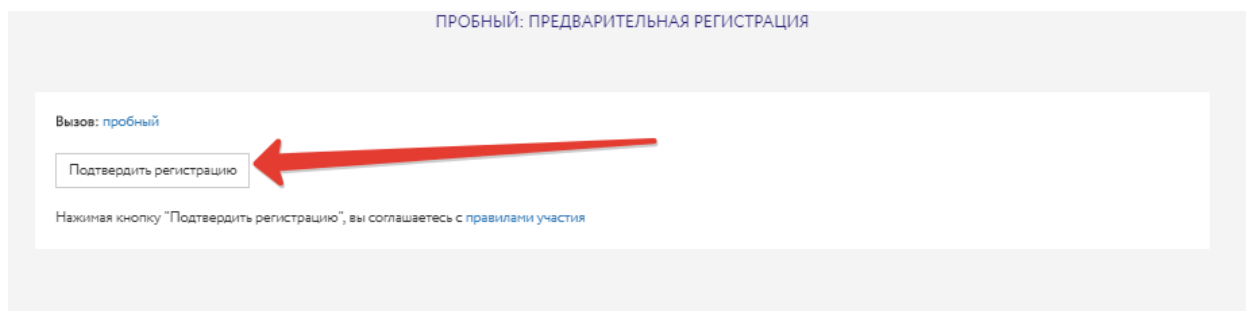 ПРОБНЫЙ: ПРЕДВАРИТЕЛЬНАЯ РЕГИСТРАЦИЯ
Вызов: пробный
Подтвердить регистрацию
Нажимая кнопку "Подтвердить регистрацию", вы соглашаетесь с правилами участия